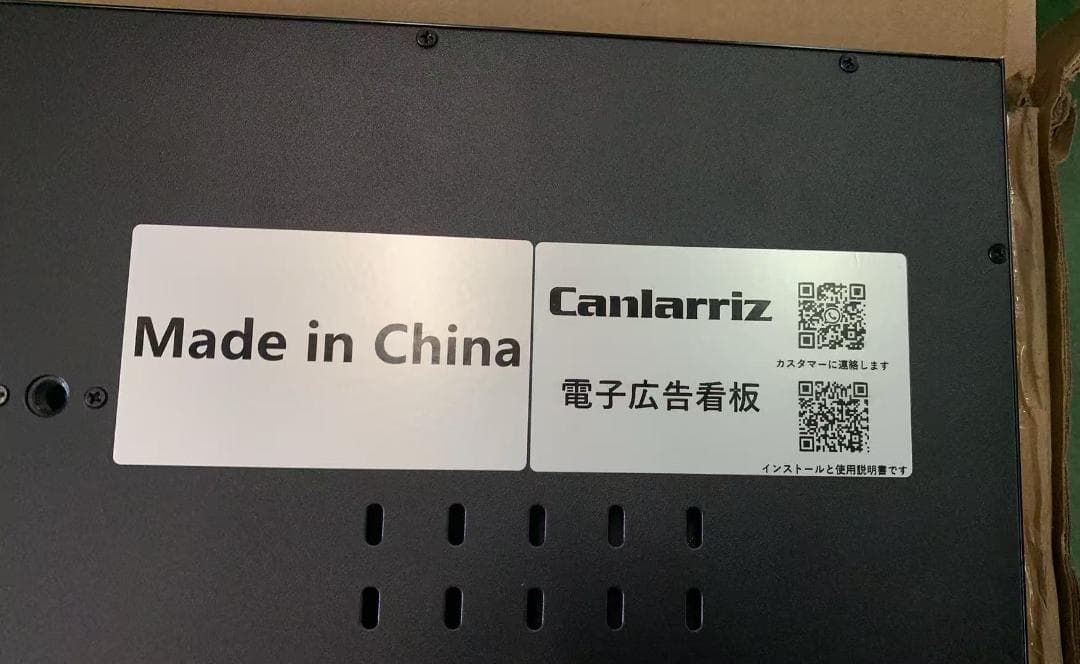 Made in China
Canlarriz
カスタマーに連絡します
電子広告看板
インストールと使用説明書です